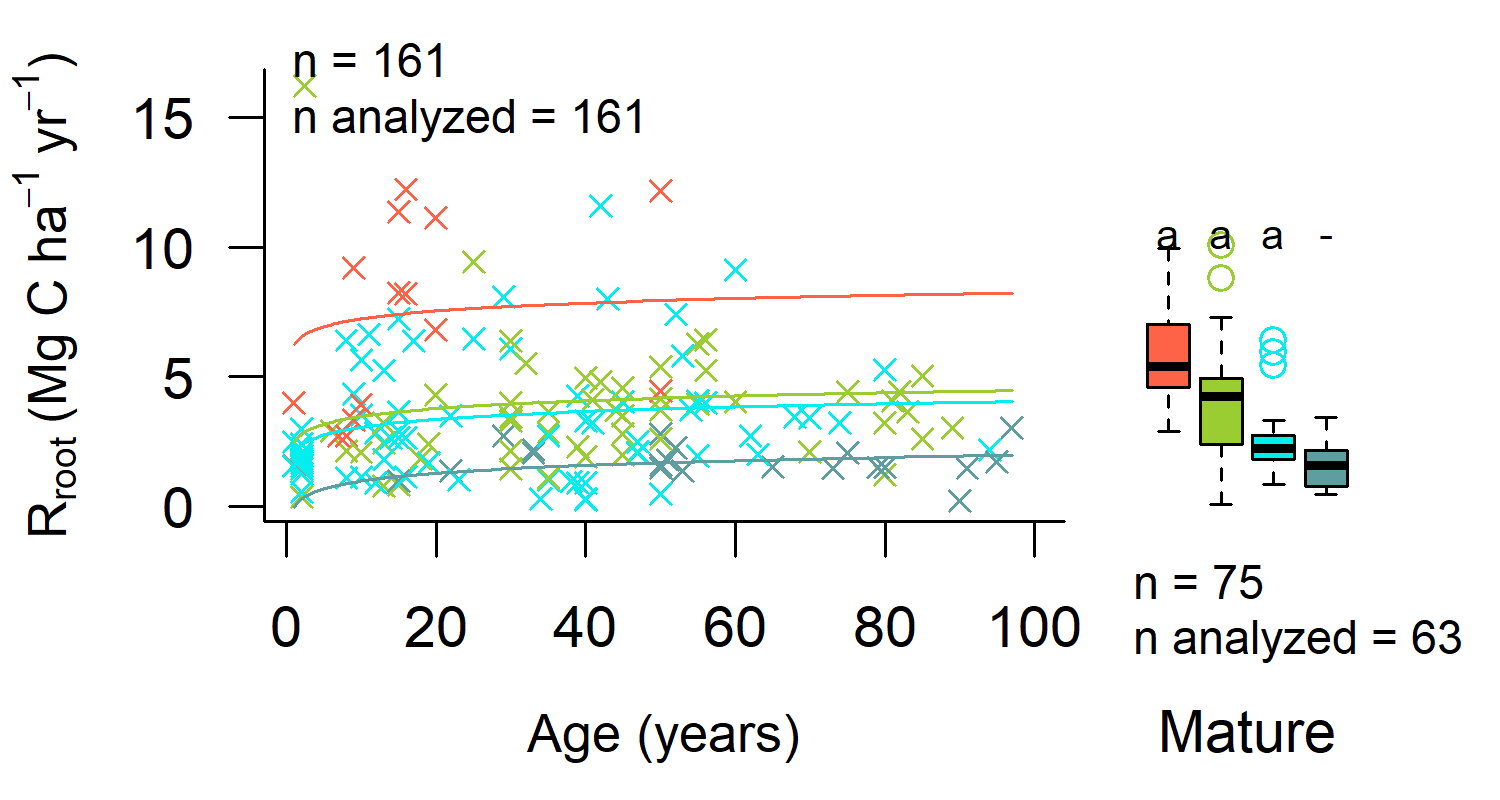 n = 161
n analyzed = 161
R_root (Mg C ha⁻¹ yr⁻¹)
15
10
5
0
0 20 40 60 80 100
Age (years)
a a a -
n = 75
n analyzed = 63
Mature